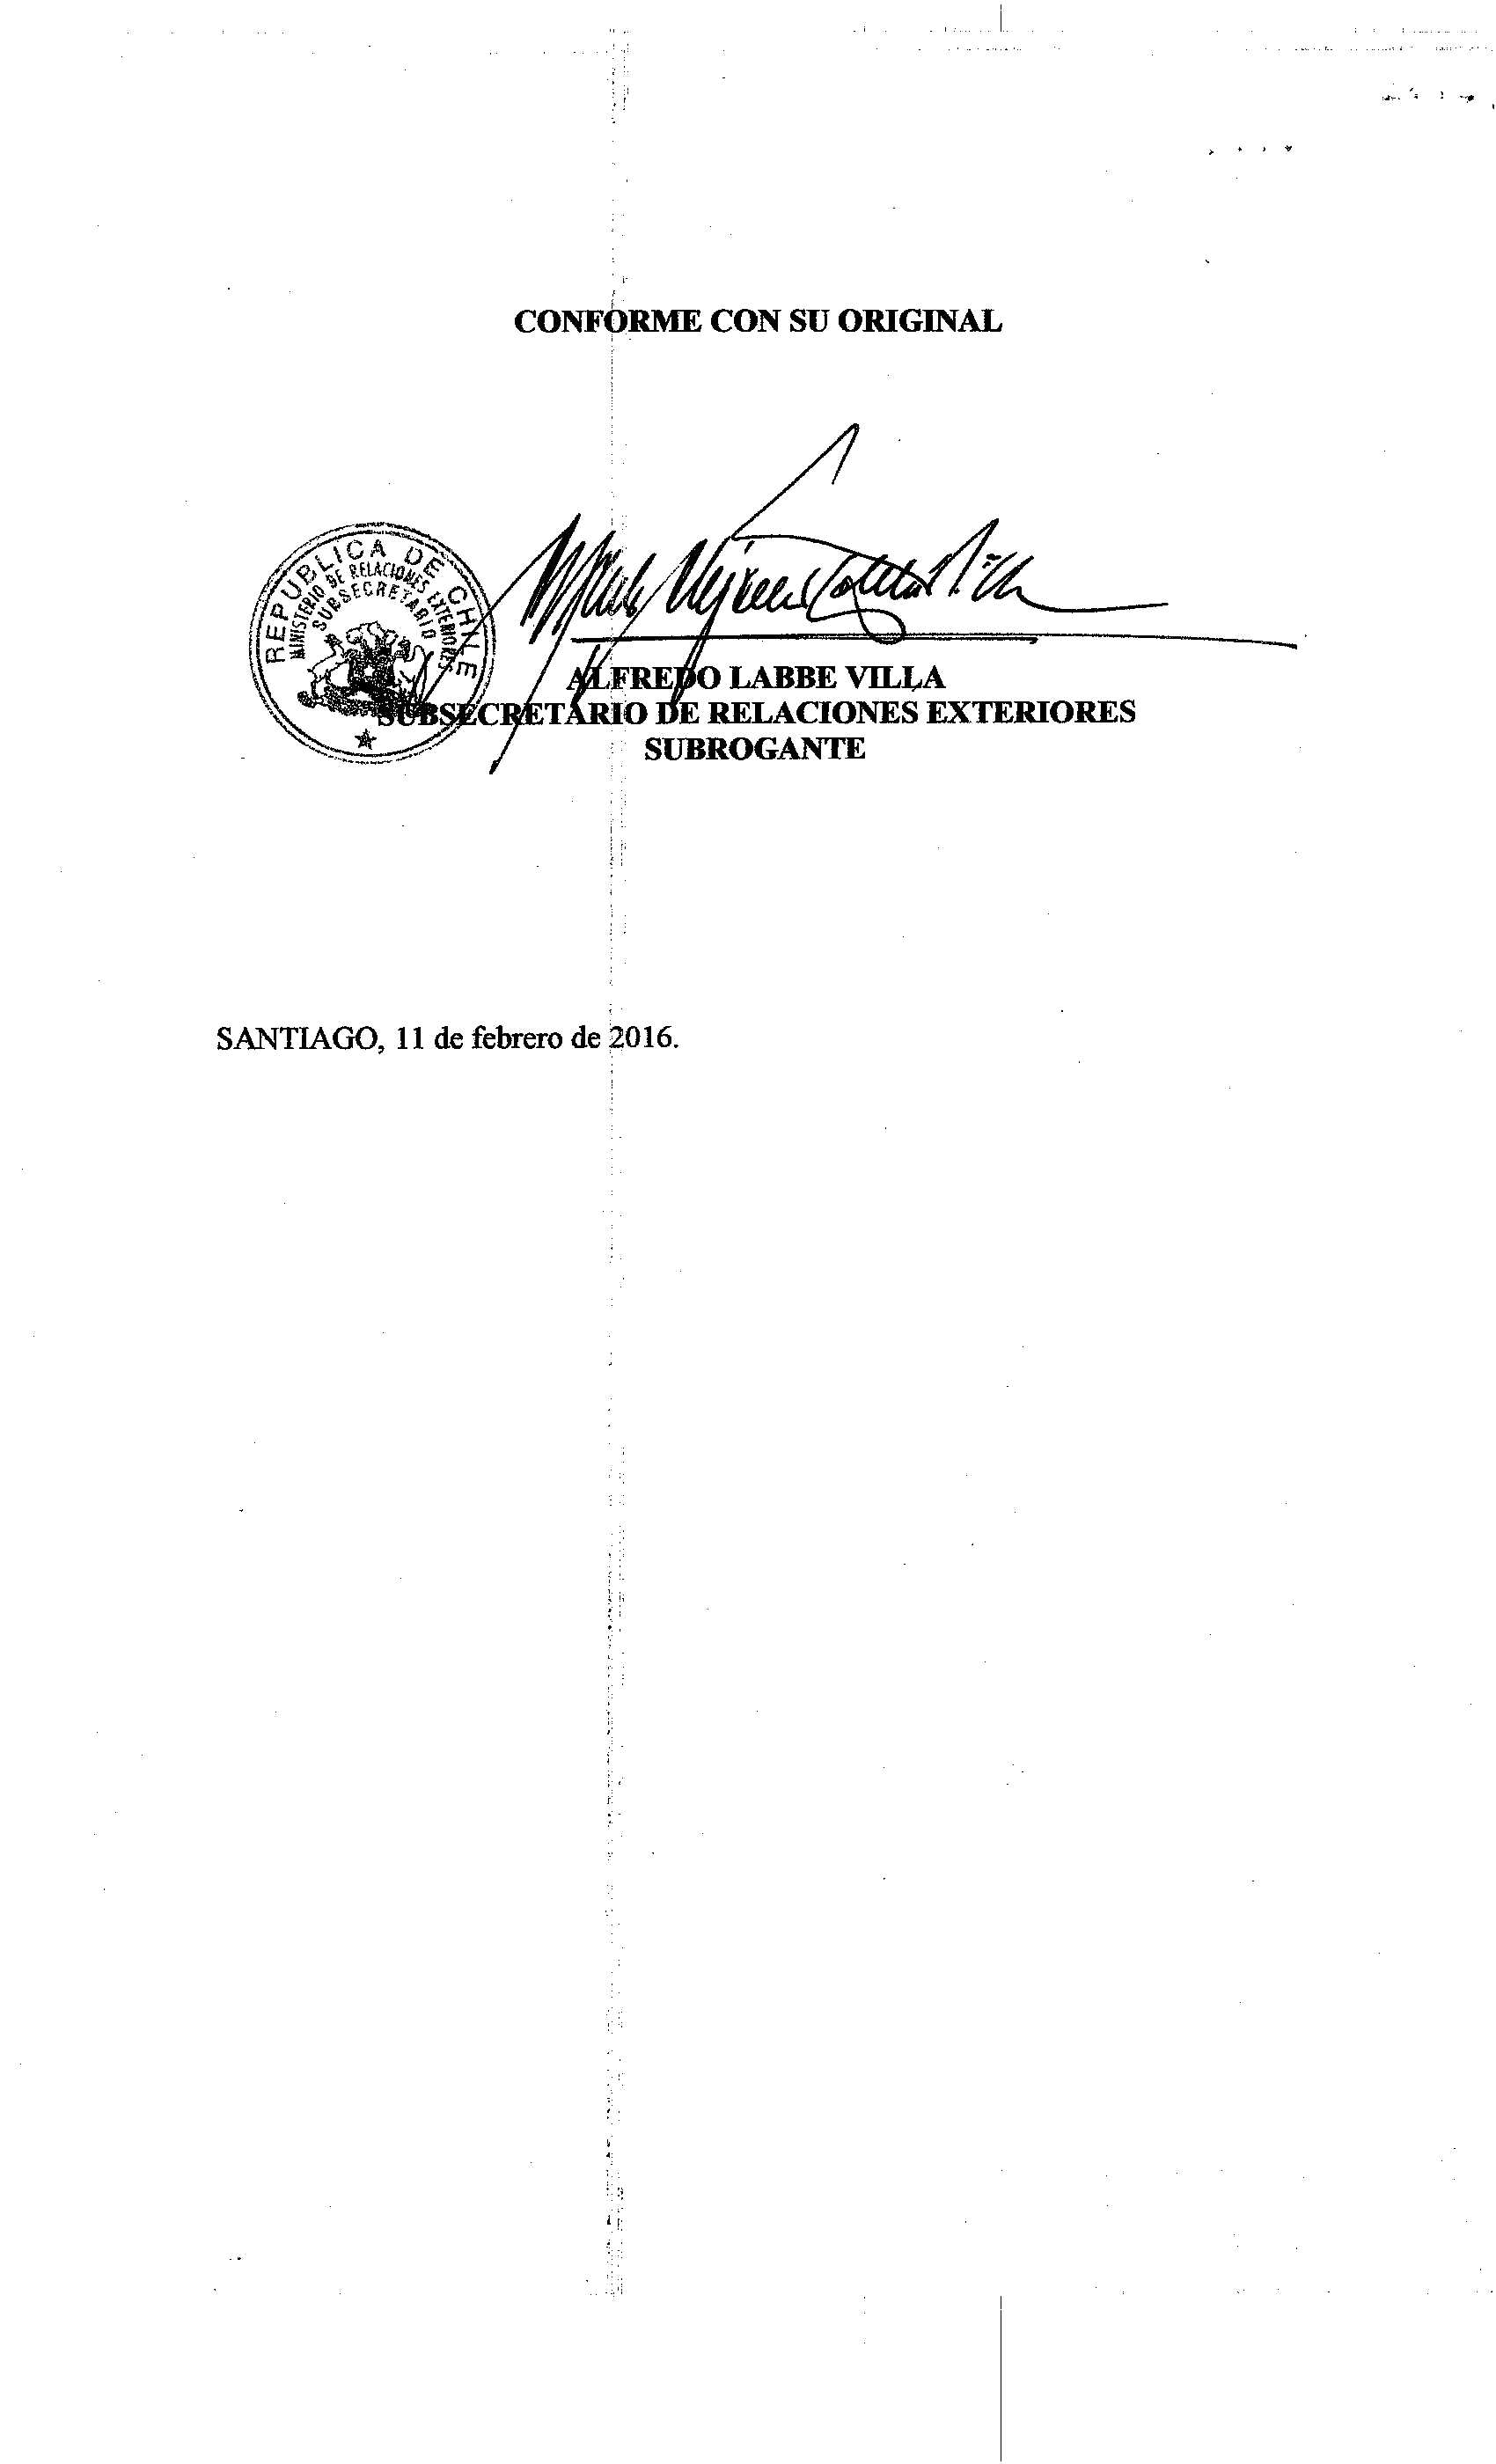 CONFORME CON SU ORIGINAL
REPUBLICA DE CHILE
MINISTERIO DE RELACIONES EXTERIORES
SUBSECRETARIO
ALFREDO LABBE VILLA
SUBSECRETARIO DE RELACIONES EXTERIORES
SUBROGANTE
SANTIAGO, 11 de febrero de 2016.